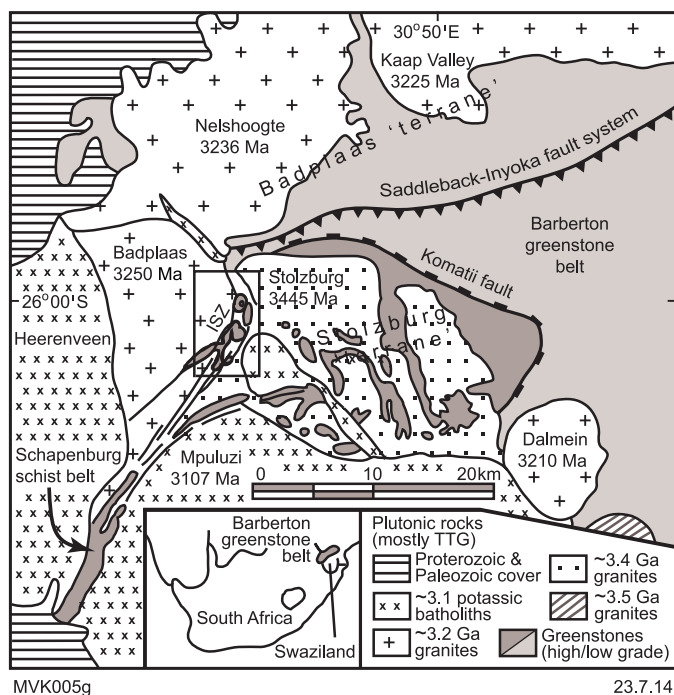 30°50'E
Kaap Valley
3225 Ma
Nelshoogte
3236 Ma
Badplaas 'terrane'
Saddleback-Inyoka fault system
Barberton
greenstone
belt
Badplaas
3250 Ma
Komatii fault
Stolzburg
3445 Ma
26°00'S
ISZ
Stolzburg
'terrane'
Heerenveen
Schapenburg
schist belt
Mpuluzi
3107 Ma
Dalmein
3210 Ma
0 10 20km
Barberton
greenstone
belt
South Africa
Swaziland
Plutonic rocks
(mostly TTG)
Proterozoic &
Paleozoic cover
~3.1 potassic
batholiths
~3.2 Ga
granites
~3.4 Ga
granites
~3.5 Ga
granites
Greenstones
(high/low grade)
MVK005g
23.7.14